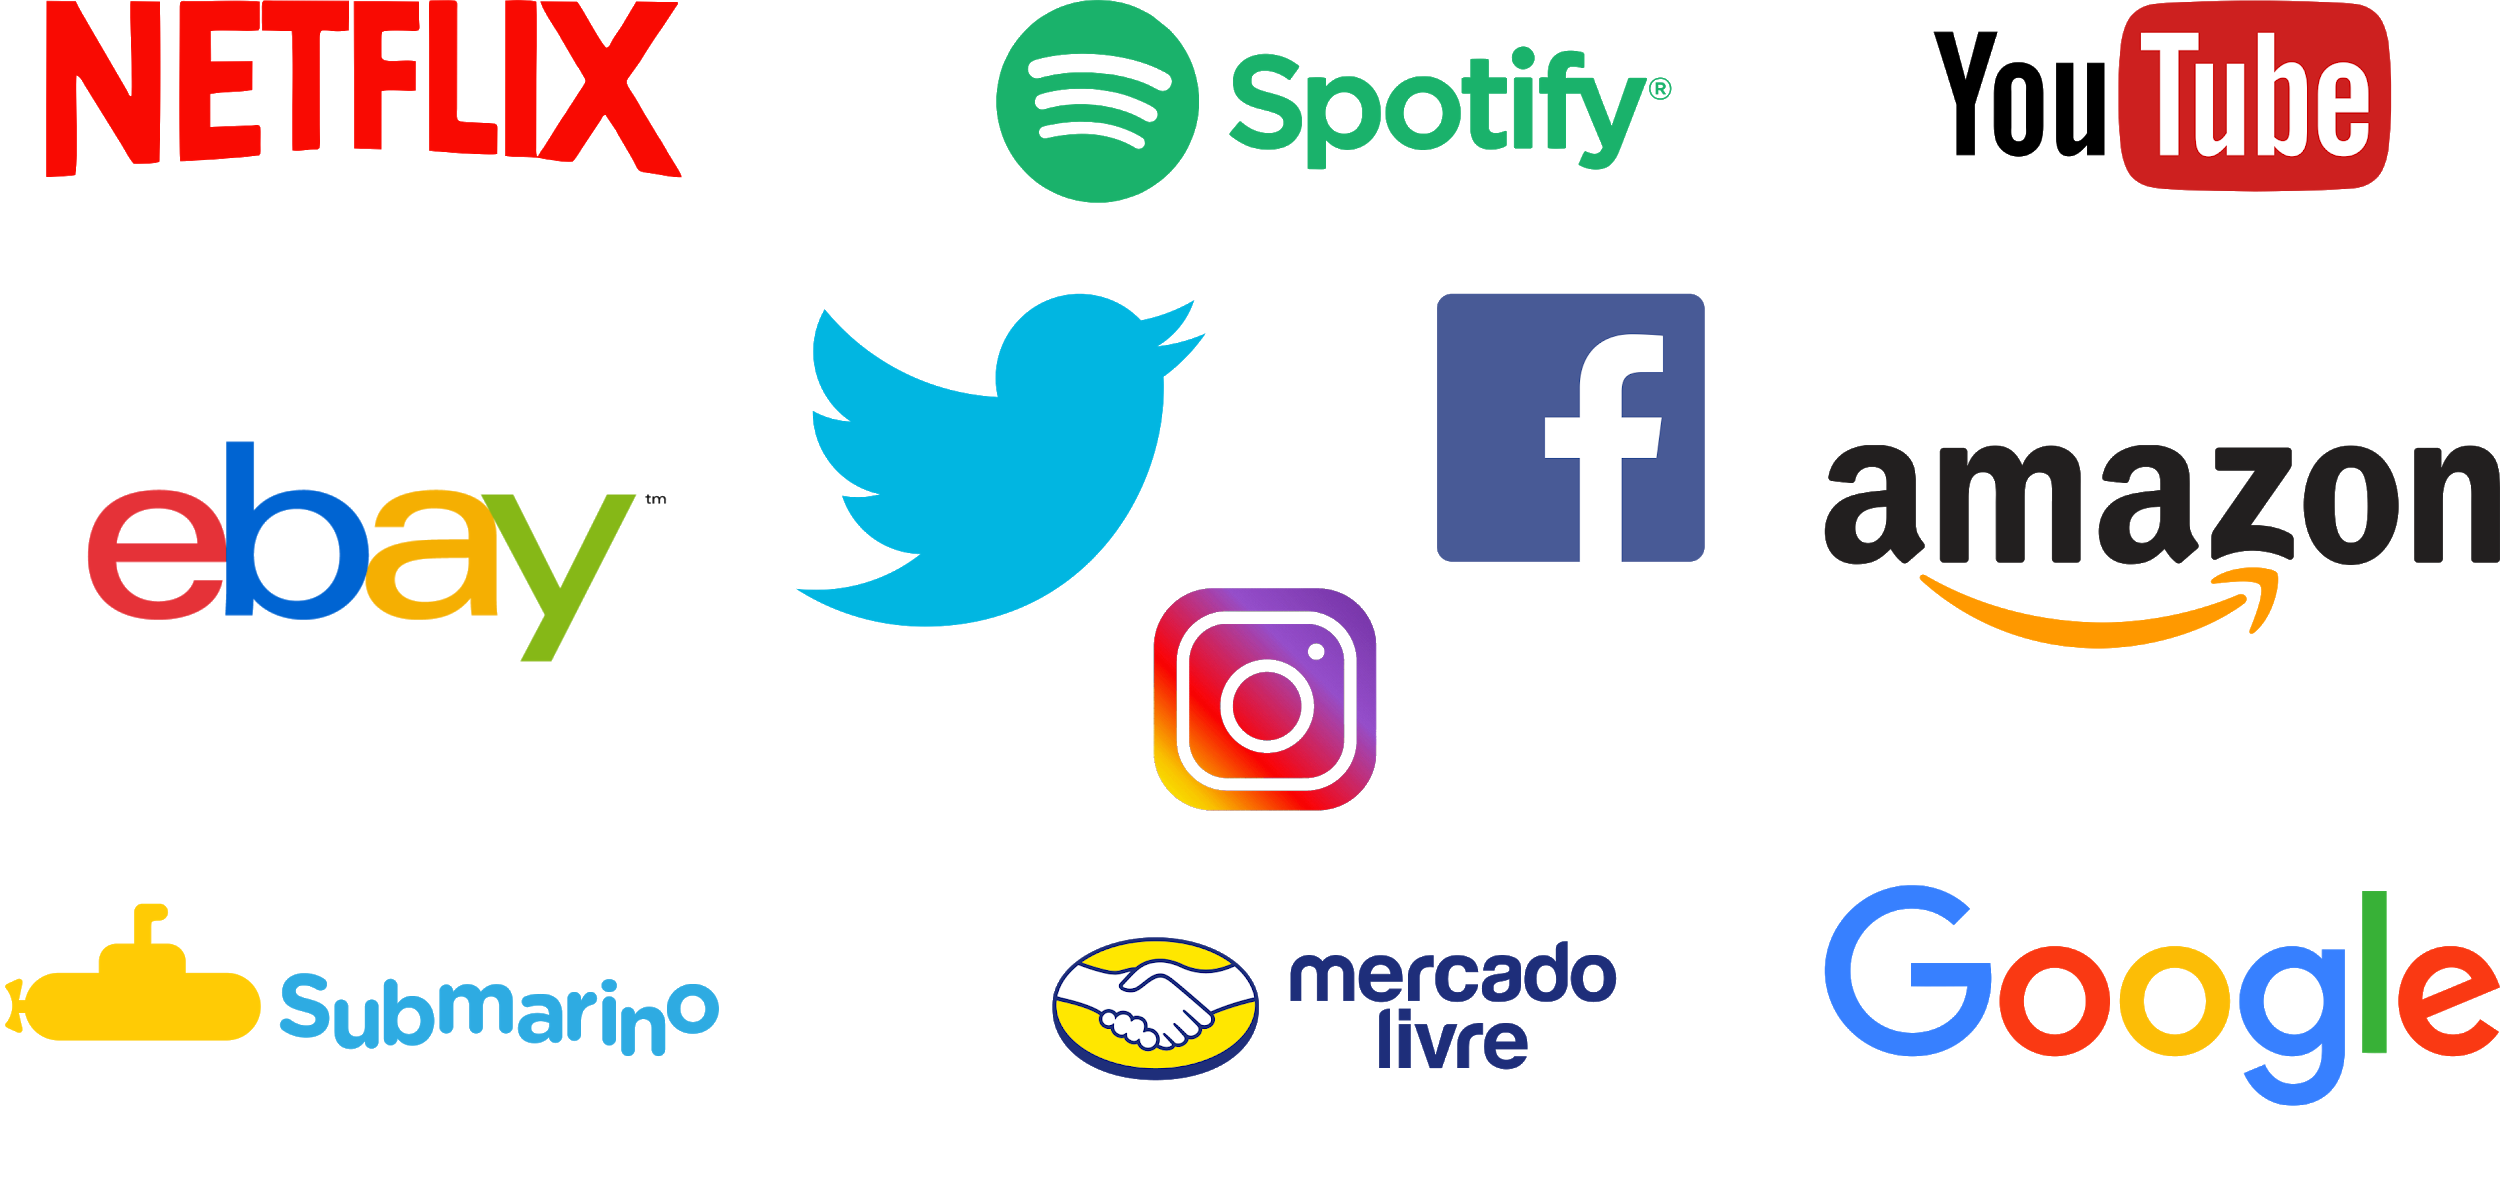 NETFLIX
Spotify®
YouTube
ebay™
f
amazon
submarino
mercado
livre
Google